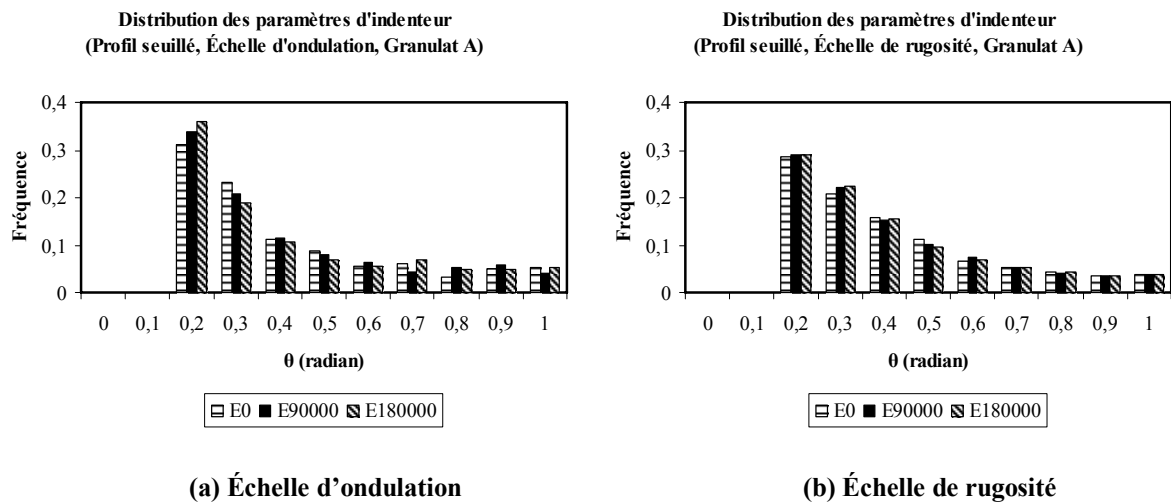 Distribution des paramètres d'indenteur
(Profil seuillé, Échelle d'ondulation, Granulat A)
Fréquence
0,4
0,3
0,2
0,1
0
0 0,1 0,2 0,3 0,4 0,5 0,6 0,7 0,8 0,9 1
θ (radian)
E0 E90000 E180000
(a) Échelle d’ondulation
Distribution des paramètres d'indenteur
(Profil seuillé, Échelle de rugosité, Granulat A)
Fréquence
0,4
0,3
0,2
0,1
0
0 0,1 0,2 0,3 0,4 0,5 0,6 0,7 0,8 0,9 1
θ (radian)
E0 E90000 E180000
(b) Échelle de rugosité